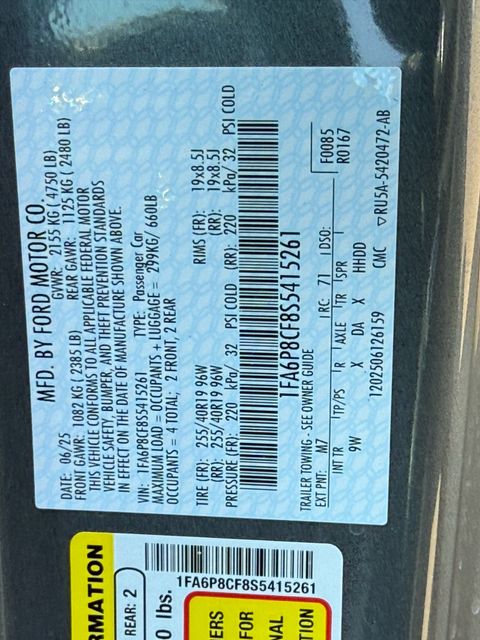 MFD. BY FORD MOTOR CO.
DATE: 06/25 GVWR: 2155 KG (4750 LB)
FRONT GAWR: 1082 KG (2385 LB) REAR GAWR: 1125 KG (2480 LB)
THIS VEHICLE CONFORMS TO ALL APPLICABLE FEDERAL MOTOR
VEHICLE SAFETY, BUMPER, AND THEFT PREVENTION STANDARDS
IN EFFECT ON THE DATE OF MANUFACTURE SHOWN ABOVE.
VIN: 1FA6P8CF8S5415261 TYPE: Passenger Car
MAXIMUM LOAD = OCCUPANTS + LUGGAGE = 299KG/ 660LB
OCCUPANTS = 4 TOTAL; 2 FRONT, 2 REAR
TIRE (FR): 255/40R19 96W RIMS (FR): 19x8.5J
(RR): 255/40R19 96W (RR): 19x8.5J
PRESSURE (FR): 220 kPa/ 32 PSI COLD (RR): 220 kPa/ 32 PSI COLD
1FA6P8CF8S5415261
TRAILER TOWING - SEE OWNER GUIDE
F0085
R0167
EXT PNT: M7 RC: 71 DSO:
INT TR TP/PS R AXLE TR SPR
9W X DA X HHDD
1202506126159 CMC ▽RU5A-5420472-AB
RMATION
REAR: 2
1FA6P8CF8S5415261
0 lbs.
ERS
NAL
TION